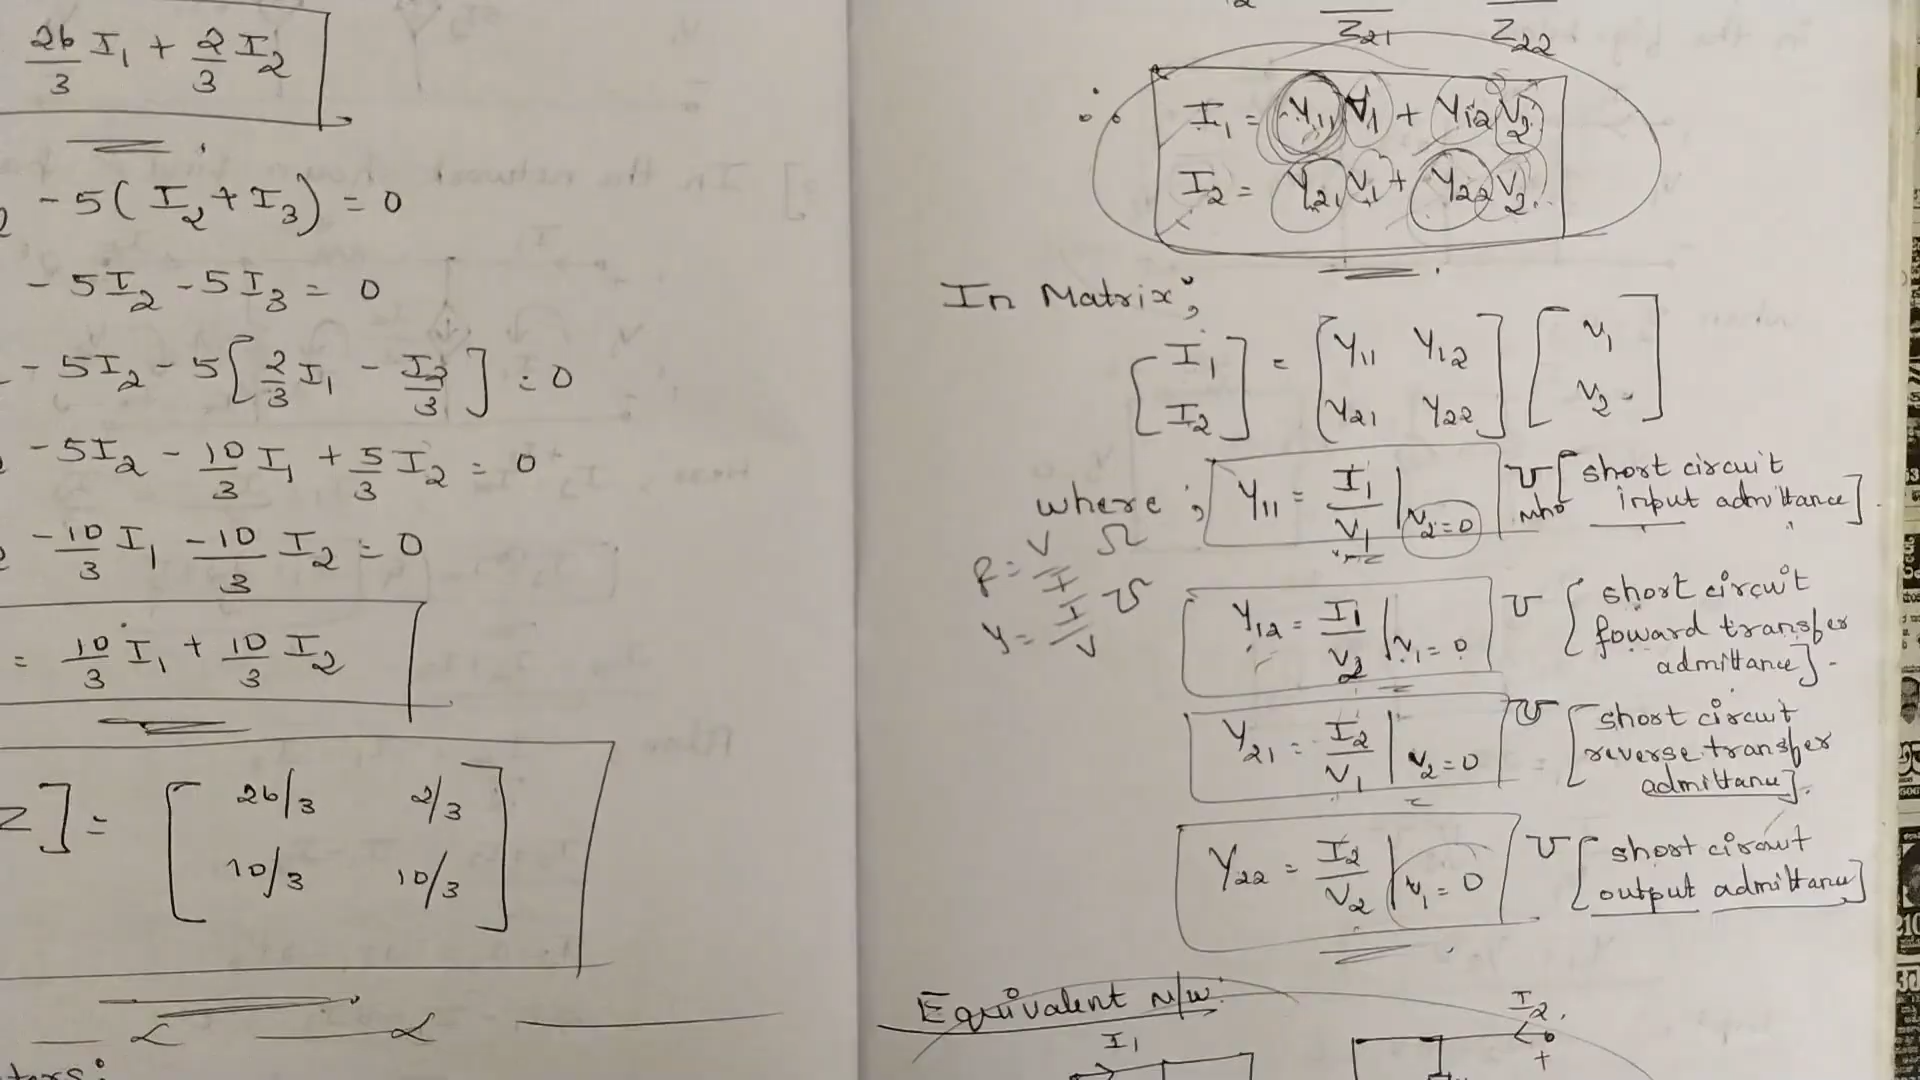 26/3 I1 + 2/3 I2
-5(I2 + I3) = 0
-5I2 - 5I3 = 0
-5I2 - 5[2/3 I1 - I2/3] = 0
-5I2 - 10/3 I1 + 5/3 I2 = 0
-10/3 I1 - 10/3 I2 = 0
= 10/3 I1 + 10/3 I2
Z] = [26/3 2/3
10/3 10/3]
Z21 Z22
∴ I1 = Y11 V1 + Y12 V2
I2 = Y21 V1 + Y22 V2
In Matrix;
[I1 I2] = [Y11 Y12 Y21 Y22] [V1 V2]
where; Y11 = I1/V1 | V2=0 ℧ mho [short circuit
input admittance].
R = V/I Ω
Y = I/V ℧
Y12 = I1/V2 | V1=0 ℧ [short circuit
foward transfer
admittance].
Y21 = I2/V1 | V2=0 ℧ [short circuit
reverse transfer
admittance].
Y22 = I2/V2 | V1=0 ℧ [short circuit
output admittance]
Equivalent n/w:
I1
I2
+